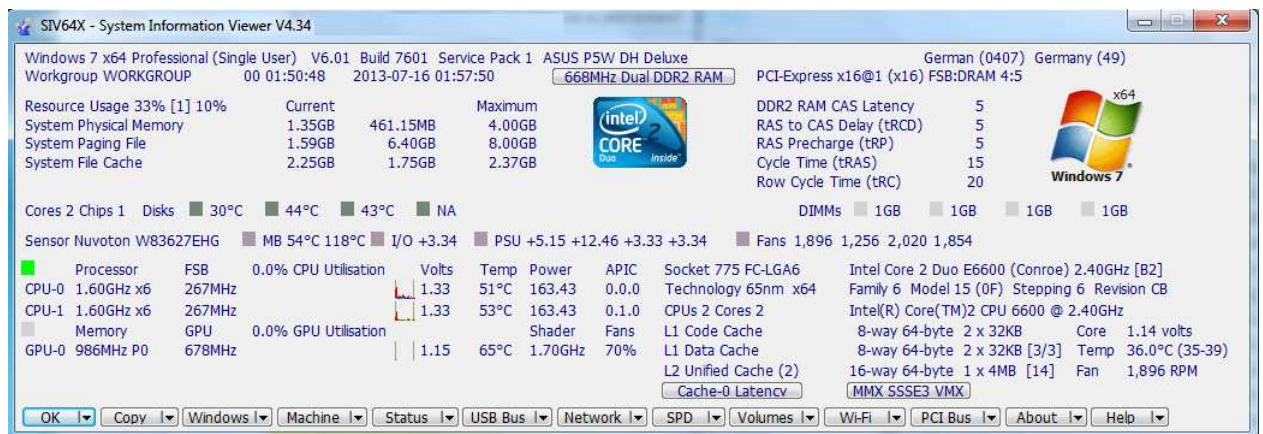 SIV64X - System Information Viewer V4.34
Windows 7 x64 Professional (Single User) V6.01 Build 7601 Service Pack 1 ASUS P5W DH Deluxe German (0407) Germany (49)
Workgroup WORKGROUP 00 01:50:48 2013-07-16 01:57:50 668MHz Dual DDR2 RAM PCI-Express x16@1 (x16) FSB:DRAM 4:5
Resource Usage 33% [1] 10% Current Maximum DDR2 RAM CAS Latency 5
System Physical Memory 1.35GB 461.15MB 4.00GB RAS to CAS Delay (tRCD) 5
System Paging File 1.59GB 6.40GB 8.00GB RAS Precharge (tRP) 5
System File Cache 2.25GB 1.75GB 2.37GB Cycle Time (tRAS) 15
Row Cycle Time (tRC) 20
intel CORE 2 Duo inside
x64
Windows 7
Cores 2 Chips 1 Disks 30°C 44°C 43°C NA DIMMs 1GB 1GB 1GB 1GB
Sensor Nuvoton W83627EHG MB 54°C 118°C I/O +3.34 PSU +5.15 +12.46 +3.33 +3.34 Fans 1,896 1,256 2,020 1,854
Processor FSB 0.0% CPU Utilisation Volts Temp Power APIC Socket 775 FC-LGA6 Intel Core 2 Duo E6600 (Conroe) 2.40GHz [B2]
CPU-0 1.60GHz x6 267MHz 1.33 51°C 163.43 0.0.0 Technology 65nm x64 Family 6 Model 15 (0F) Stepping 6 Revision CB
CPU-1 1.60GHz x6 267MHz 1.33 53°C 163.43 0.1.0 CPUs 2 Cores 2 Intel(R) Core(TM)2 CPU 6600 @ 2.40GHz
Memory GPU 0.0% GPU Utilisation Shader Fans L1 Code Cache 8-way 64-byte 2 x 32KB Core 1.14 volts
GPU-0 986MHz P0 678MHz 1.15 65°C 1.70GHz 70% L1 Data Cache 8-way 64-byte 2 x 32KB [3/3] Temp 36.0°C (35-39)
L2 Unified Cache (2) 16-way 64-byte 1 x 4MB [14] Fan 1,896 RPM
Cache-0 Latency MMX SSSE3 VMX
OK Copy Windows Machine Status USB Bus Network SPD Volumes Wi-Fi PCI Bus About Help